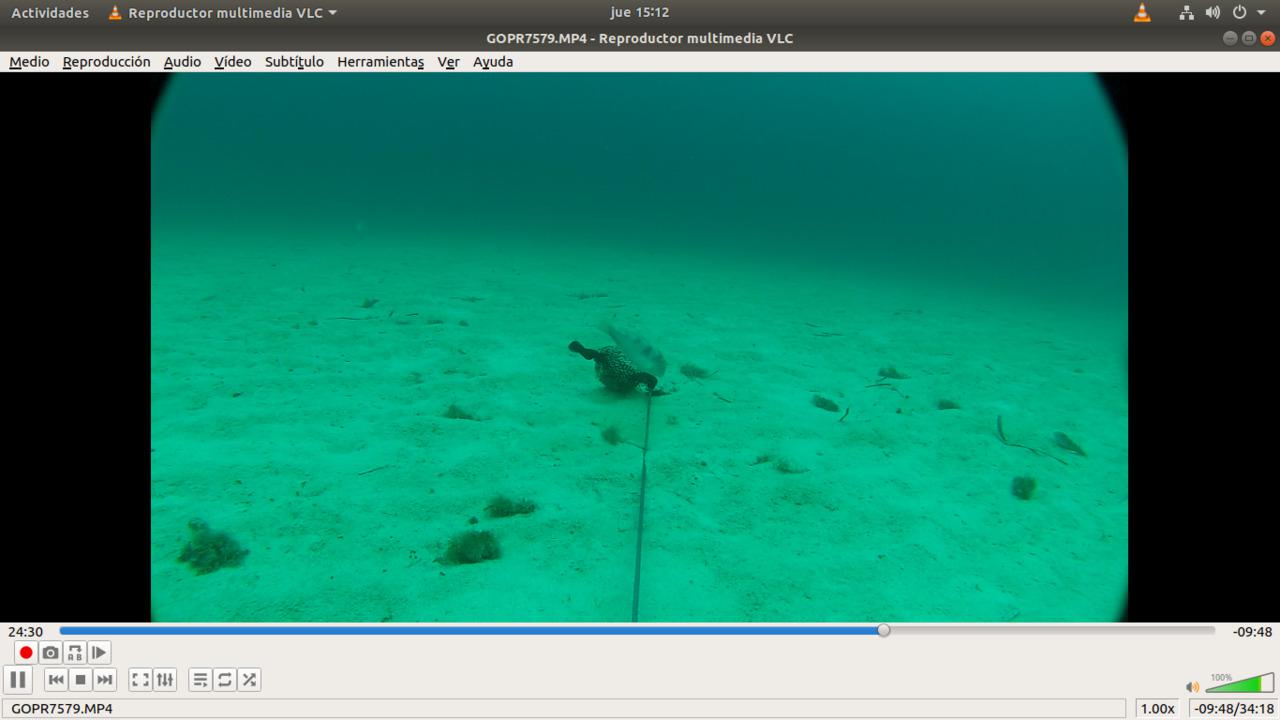 Actividades Reproductor multimedia VLC jue 15:12
GOPR7579.MP4 - Reproductor multimedia VLC
Medio Reproducción Audio Vídeo Subtítulo Herramientas Ver Ayuda
24:30 -09:48
A B
100%
GOPR7579.MP4 1.00x -09:48/34:18